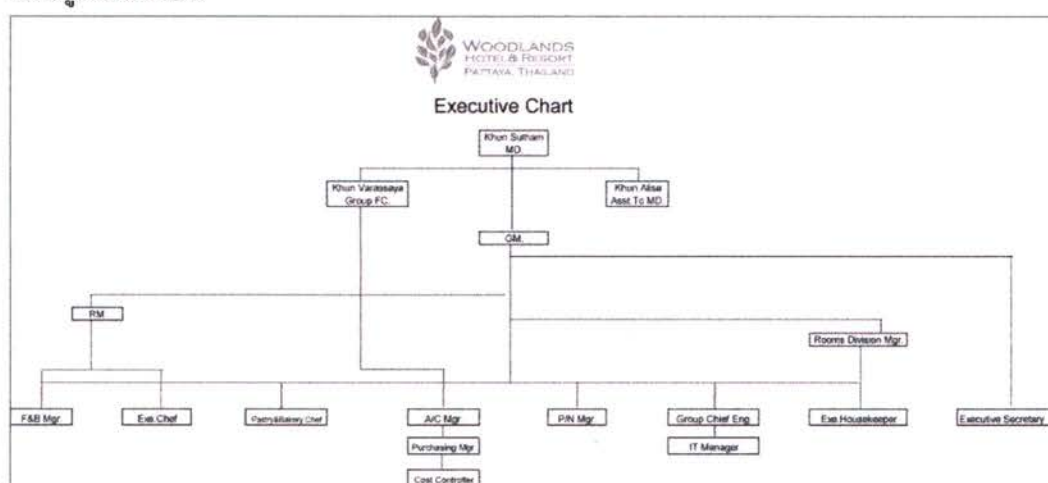 WOODLANDS
HOTEL & RESORT
PATTAYA, THAILAND
Executive Chart
Khun Sutham
MD.
Khun Varassaya
Group FC.
Khun Alisa
Asst.To MD.
GM.
RM
Rooms Division Mgr.
F&B Mgr.
Exe.Chef
Pastry&Bakery Chef
A/C Mgr
P/N Mgr.
Group Chief Eng
Exe.Housekeeper
Executive Secretary
Purchasing Mgr
IT Manager
Cost Controller